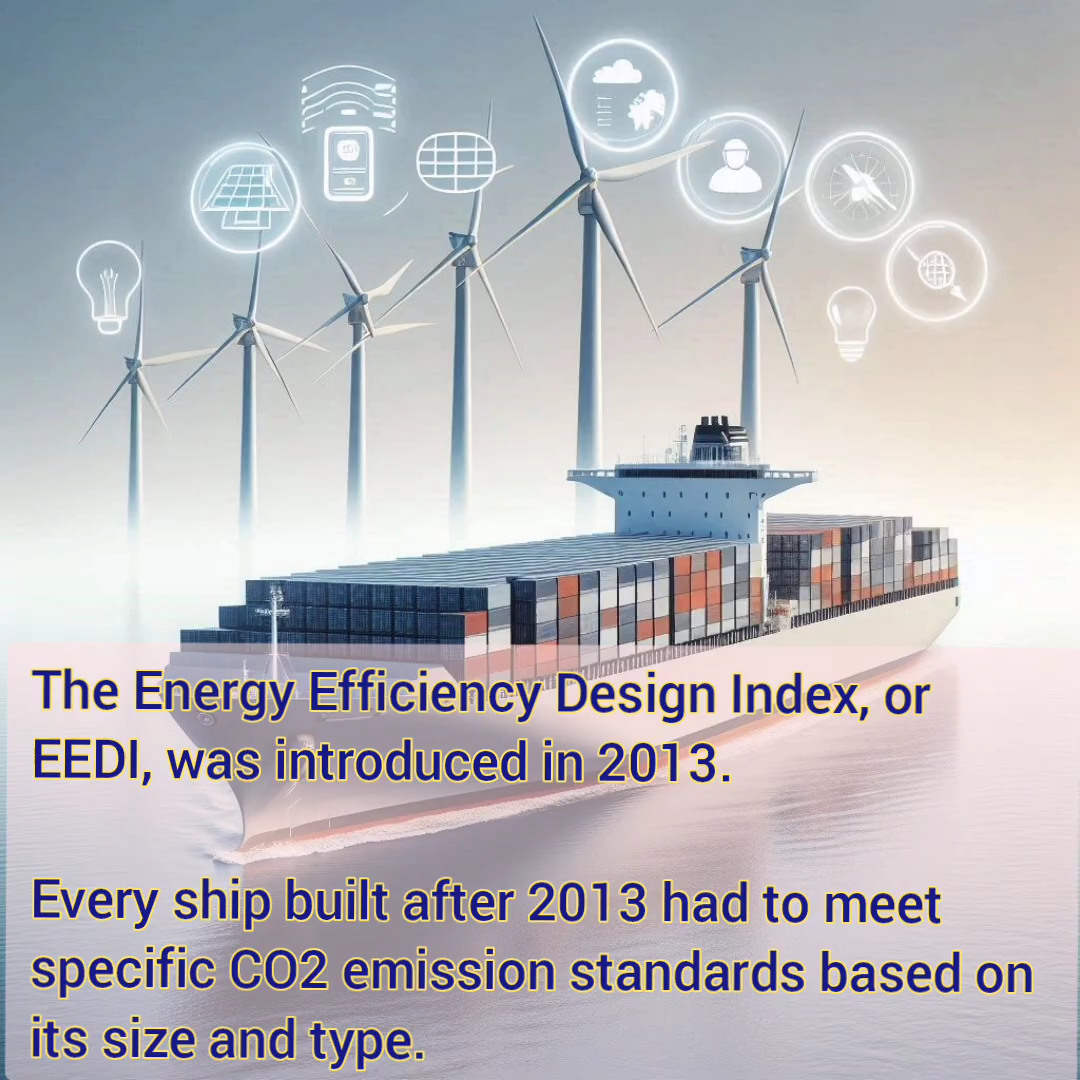 The Energy Efficiency Design Index, or
EEDI, was introduced in 2013.
Every ship built after 2013 had to meet
specific CO2 emission standards based on
its size and type.